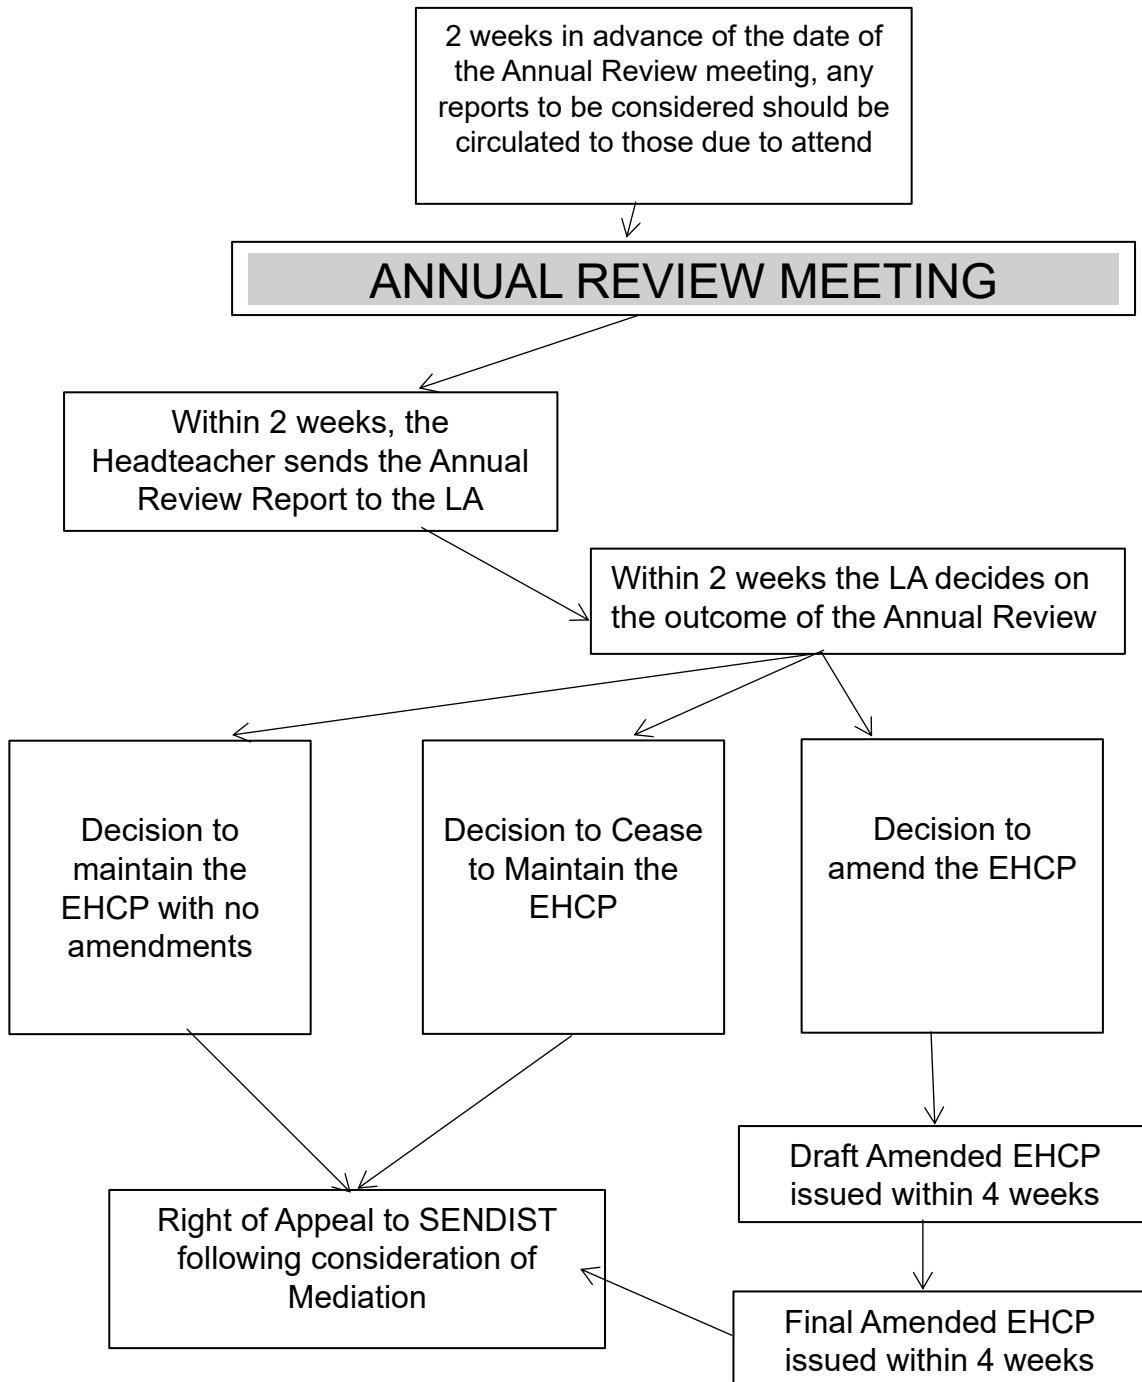 2 weeks in advance of the date of
the Annual Review meeting, any
reports to be considered should be
circulated to those due to attend
ANNUAL REVIEW MEETING
Within 2 weeks, the
Headteacher sends the Annual
Review Report to the LA
Within 2 weeks the LA decides on
the outcome of the Annual Review
Decision to
maintain the
EHCP with no
amendments
Decision to Cease
to Maintain the
EHCP
Decision to
amend the EHCP
Draft Amended EHCP
issued within 4 weeks
Right of Appeal to SENDIST
following consideration of
Mediation
Final Amended EHCP
issued within 4 weeks